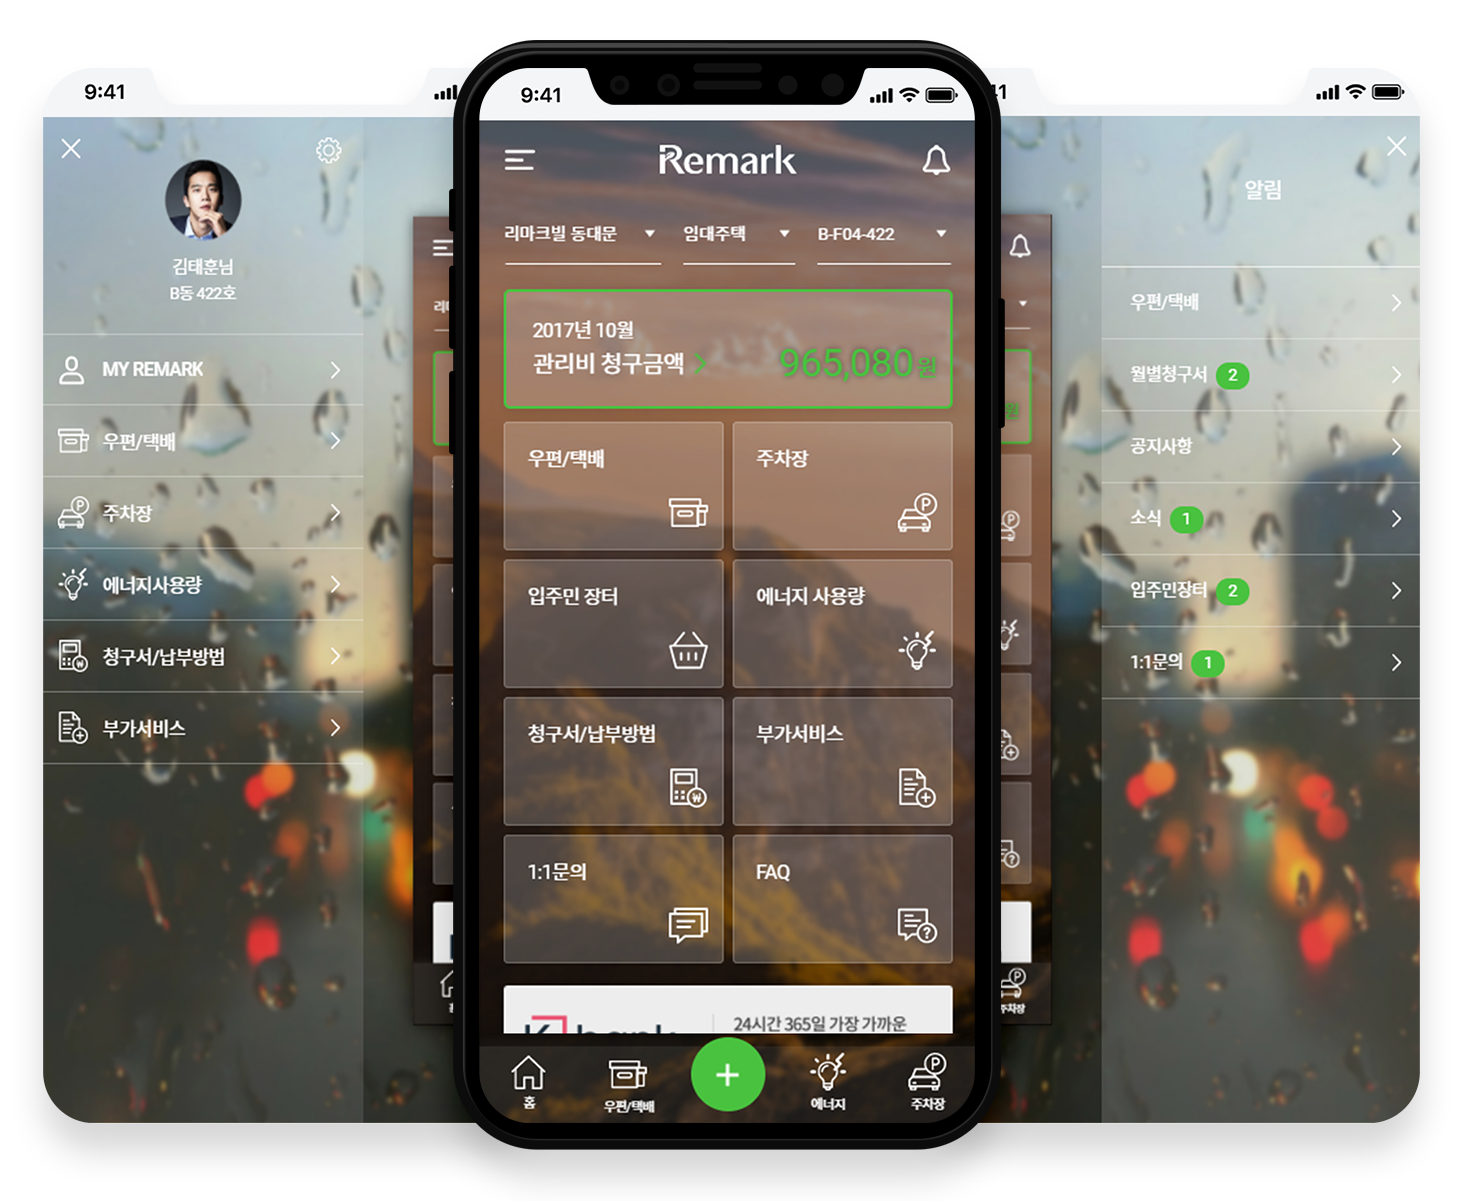 9:41
김태훈님
B동 422호
MY REMARK
우편/택배
주차장
에너지사용량
청구서/납부방법
부가서비스
9:41
Remark
리마크빌 동대문
임대주택
B-F04-422
2017년 10월
관리비 청구금액
965,080원
우편/택배
주차장
입주민 장터
에너지 사용량
청구서/납부방법
부가서비스
1:1문의
FAQ
24시간 365일 가장 가까운
홈
우편/택배
+
에너지
주차장
원
주차장
알림
우편/택배
월별청구서 2
공지사항
소식 1
입주민장터 2
1:1문의 1